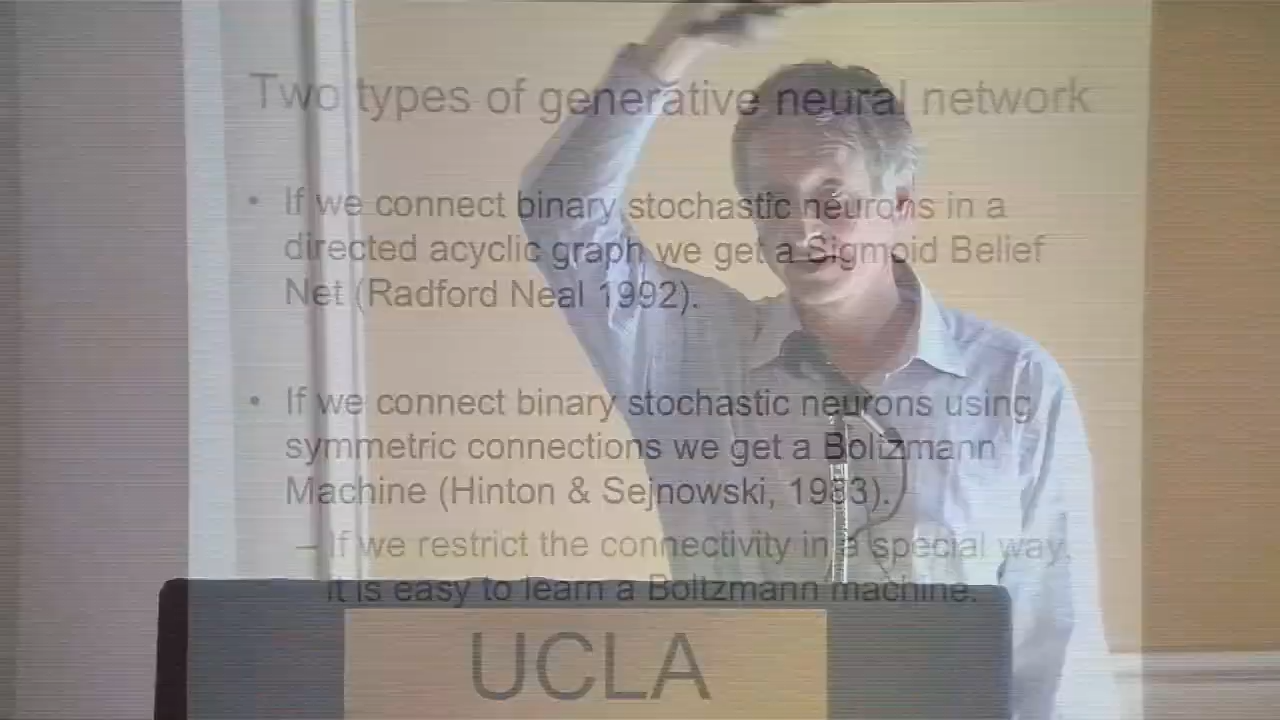 Two types of generative neural network
• If we connect binary stochastic neurons in a
directed acyclic graph we get a Sigmoid Belief
Net (Radford Neal 1992).
• If we connect binary stochastic neurons using
symmetric connections we get a Boltzmann
Machine (Hinton & Sejnowski, 1983).
– If we restrict the connectivity in a special way,
it is easy to learn a Boltzmann machine.
UCLA